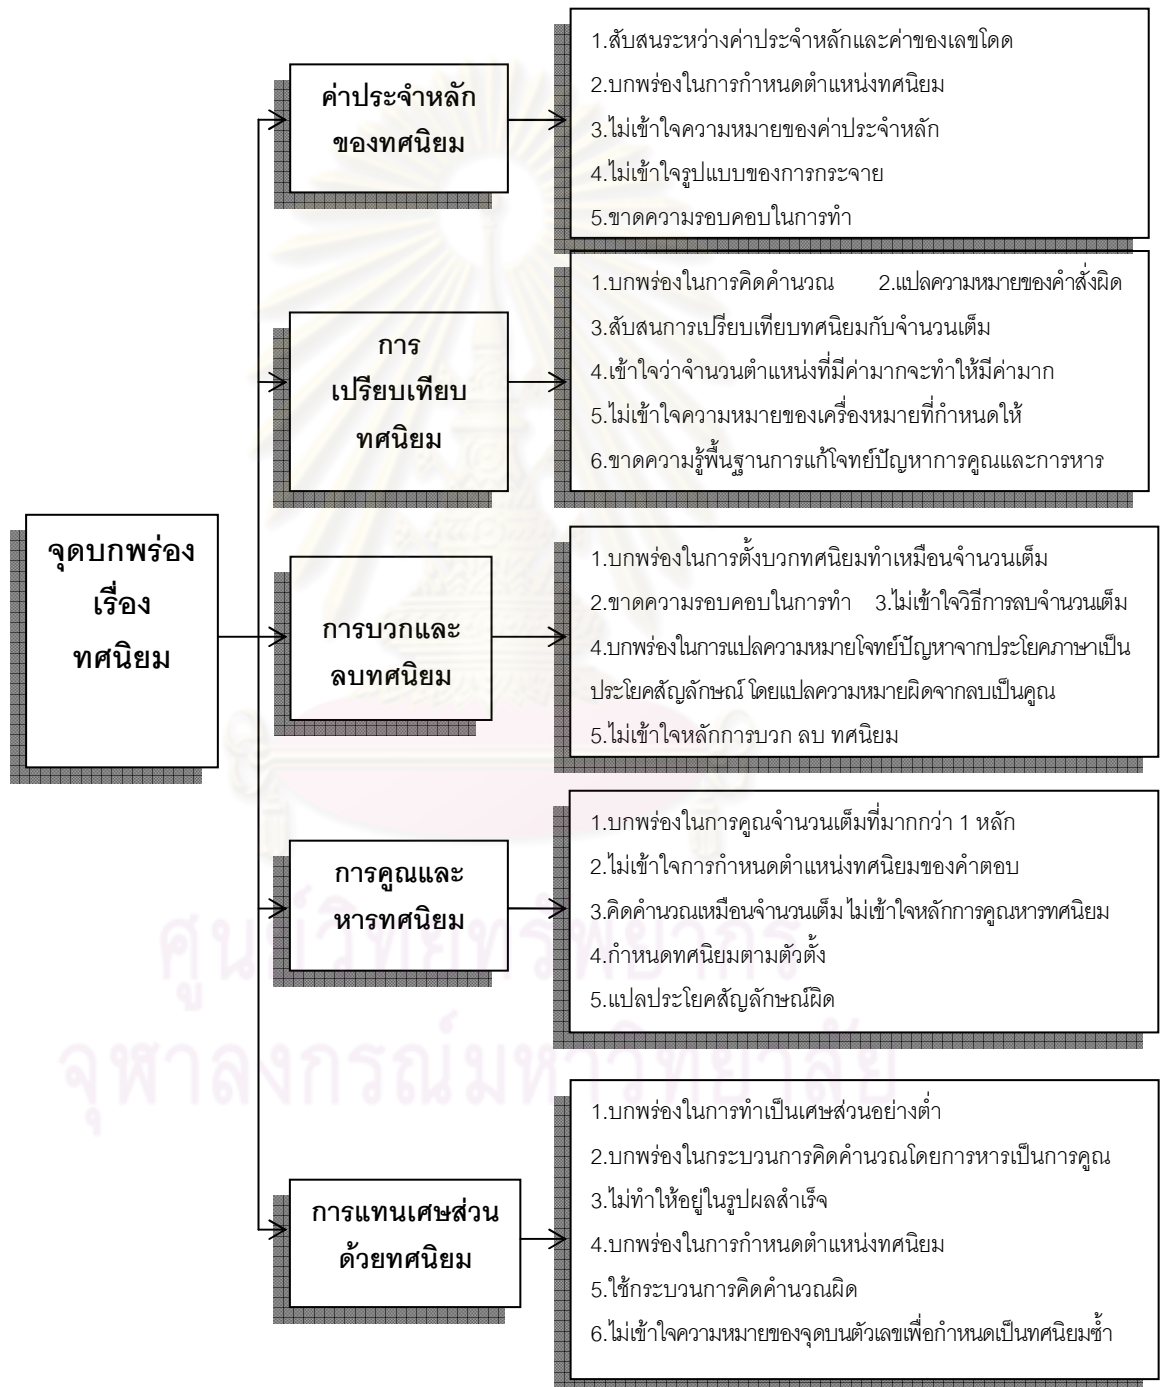 ค่าประจำหลัก
ของทศนิยม
1.สับสนระหว่างค่าประจำหลักและค่าของเลขโดด
2.บกพร่องในการกำหนดตำแหน่งทศนิยม
3.ไม่เข้าใจความหมายของค่าประจำหลัก
4.ไม่เข้าใจรูปแบบของการกระจาย
5.ขาดความรอบคอบในการทำ
การ
เปรียบเทียบ
ทศนิยม
1.บกพร่องในการคิดคำนวณ 2.แปลความหมายของคำสั่งผิด
3.สับสนการเปรียบเทียบทศนิยมกับจำนวนเต็ม
4.เข้าใจว่าจำนวนตำแหน่งที่มีค่ามากจะทำให้มีค่ามาก
5.ไม่เข้าใจความหมายของเครื่องหมายที่กำหนดให้
6.ขาดความรู้พื้นฐานการแก้โจทย์ปัญหาการคูณและการหาร
จุดบกพร่อง
เรื่อง
ทศนิยม
การบวกและ
ลบทศนิยม
1.บกพร่องในการตั้งบวกทศนิยมทำเหมือนจำนวนเต็ม
2.ขาดความรอบคอบในการทำ 3.ไม่เข้าใจวิธีการลบจำนวนเต็ม
4.บกพร่องในการแปลความหมายโจทย์ปัญหาจากประโยคภาษาเป็น
ประโยคสัญลักษณ์ โดยแปลความหมายผิดจากลบเป็นคูณ
5.ไม่เข้าใจหลักการบวก ลบ ทศนิยม
การคูณและ
หารทศนิยม
1.บกพร่องในการคูณจำนวนเต็มที่มากกว่า 1 หลัก
2.ไม่เข้าใจการกำหนดตำแหน่งทศนิยมของคำตอบ
3.คิดคำนวณเหมือนจำนวนเต็ม ไม่เข้าใจหลักการคูณหารทศนิยม
4.กำหนดทศนิยมตามตัวตั้ง
5.แปลประโยคสัญลักษณ์ผิด
การแทนเศษส่วน
ด้วยทศนิยม
1.บกพร่องในการทำเป็นเศษส่วนอย่างต่ำ
2.บกพร่องในกระบวนการคิดคำนวณโดยการหารเป็นการคูณ
3.ไม่ทำให้อยู่ในรูปผลสำเร็จ
4.บกพร่องในการกำหนดตำแหน่งทศนิยม
5.ใช้กระบวนการคิดคำนวณผิด
6.ไม่เข้าใจความหมายของจุดบนตัวเลขเพื่อกำหนดเป็นทศนิยมซ้ำ
ศูนย์วิทยทรัพยากร
จุฬาลงกรณ์มหาวิทยาลัย